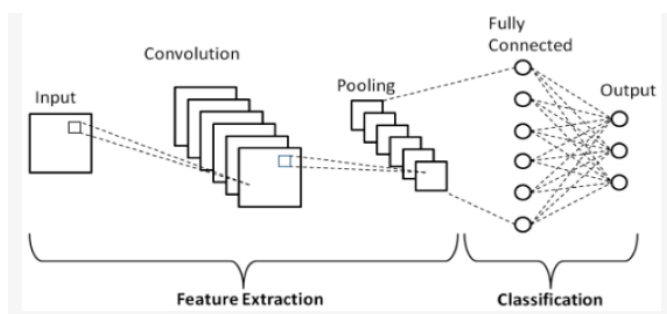 Fully
Connected
Convolution
Pooling
Output
Input
Feature Extraction
Classification